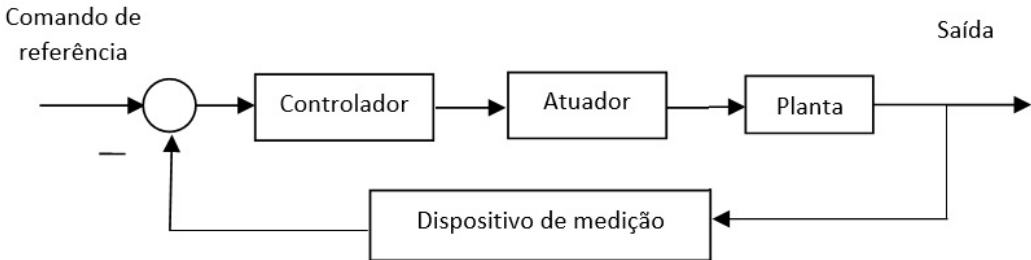 Comando de
referência
Saída
Controlador
Atuador
Planta
—
Dispositivo de medição